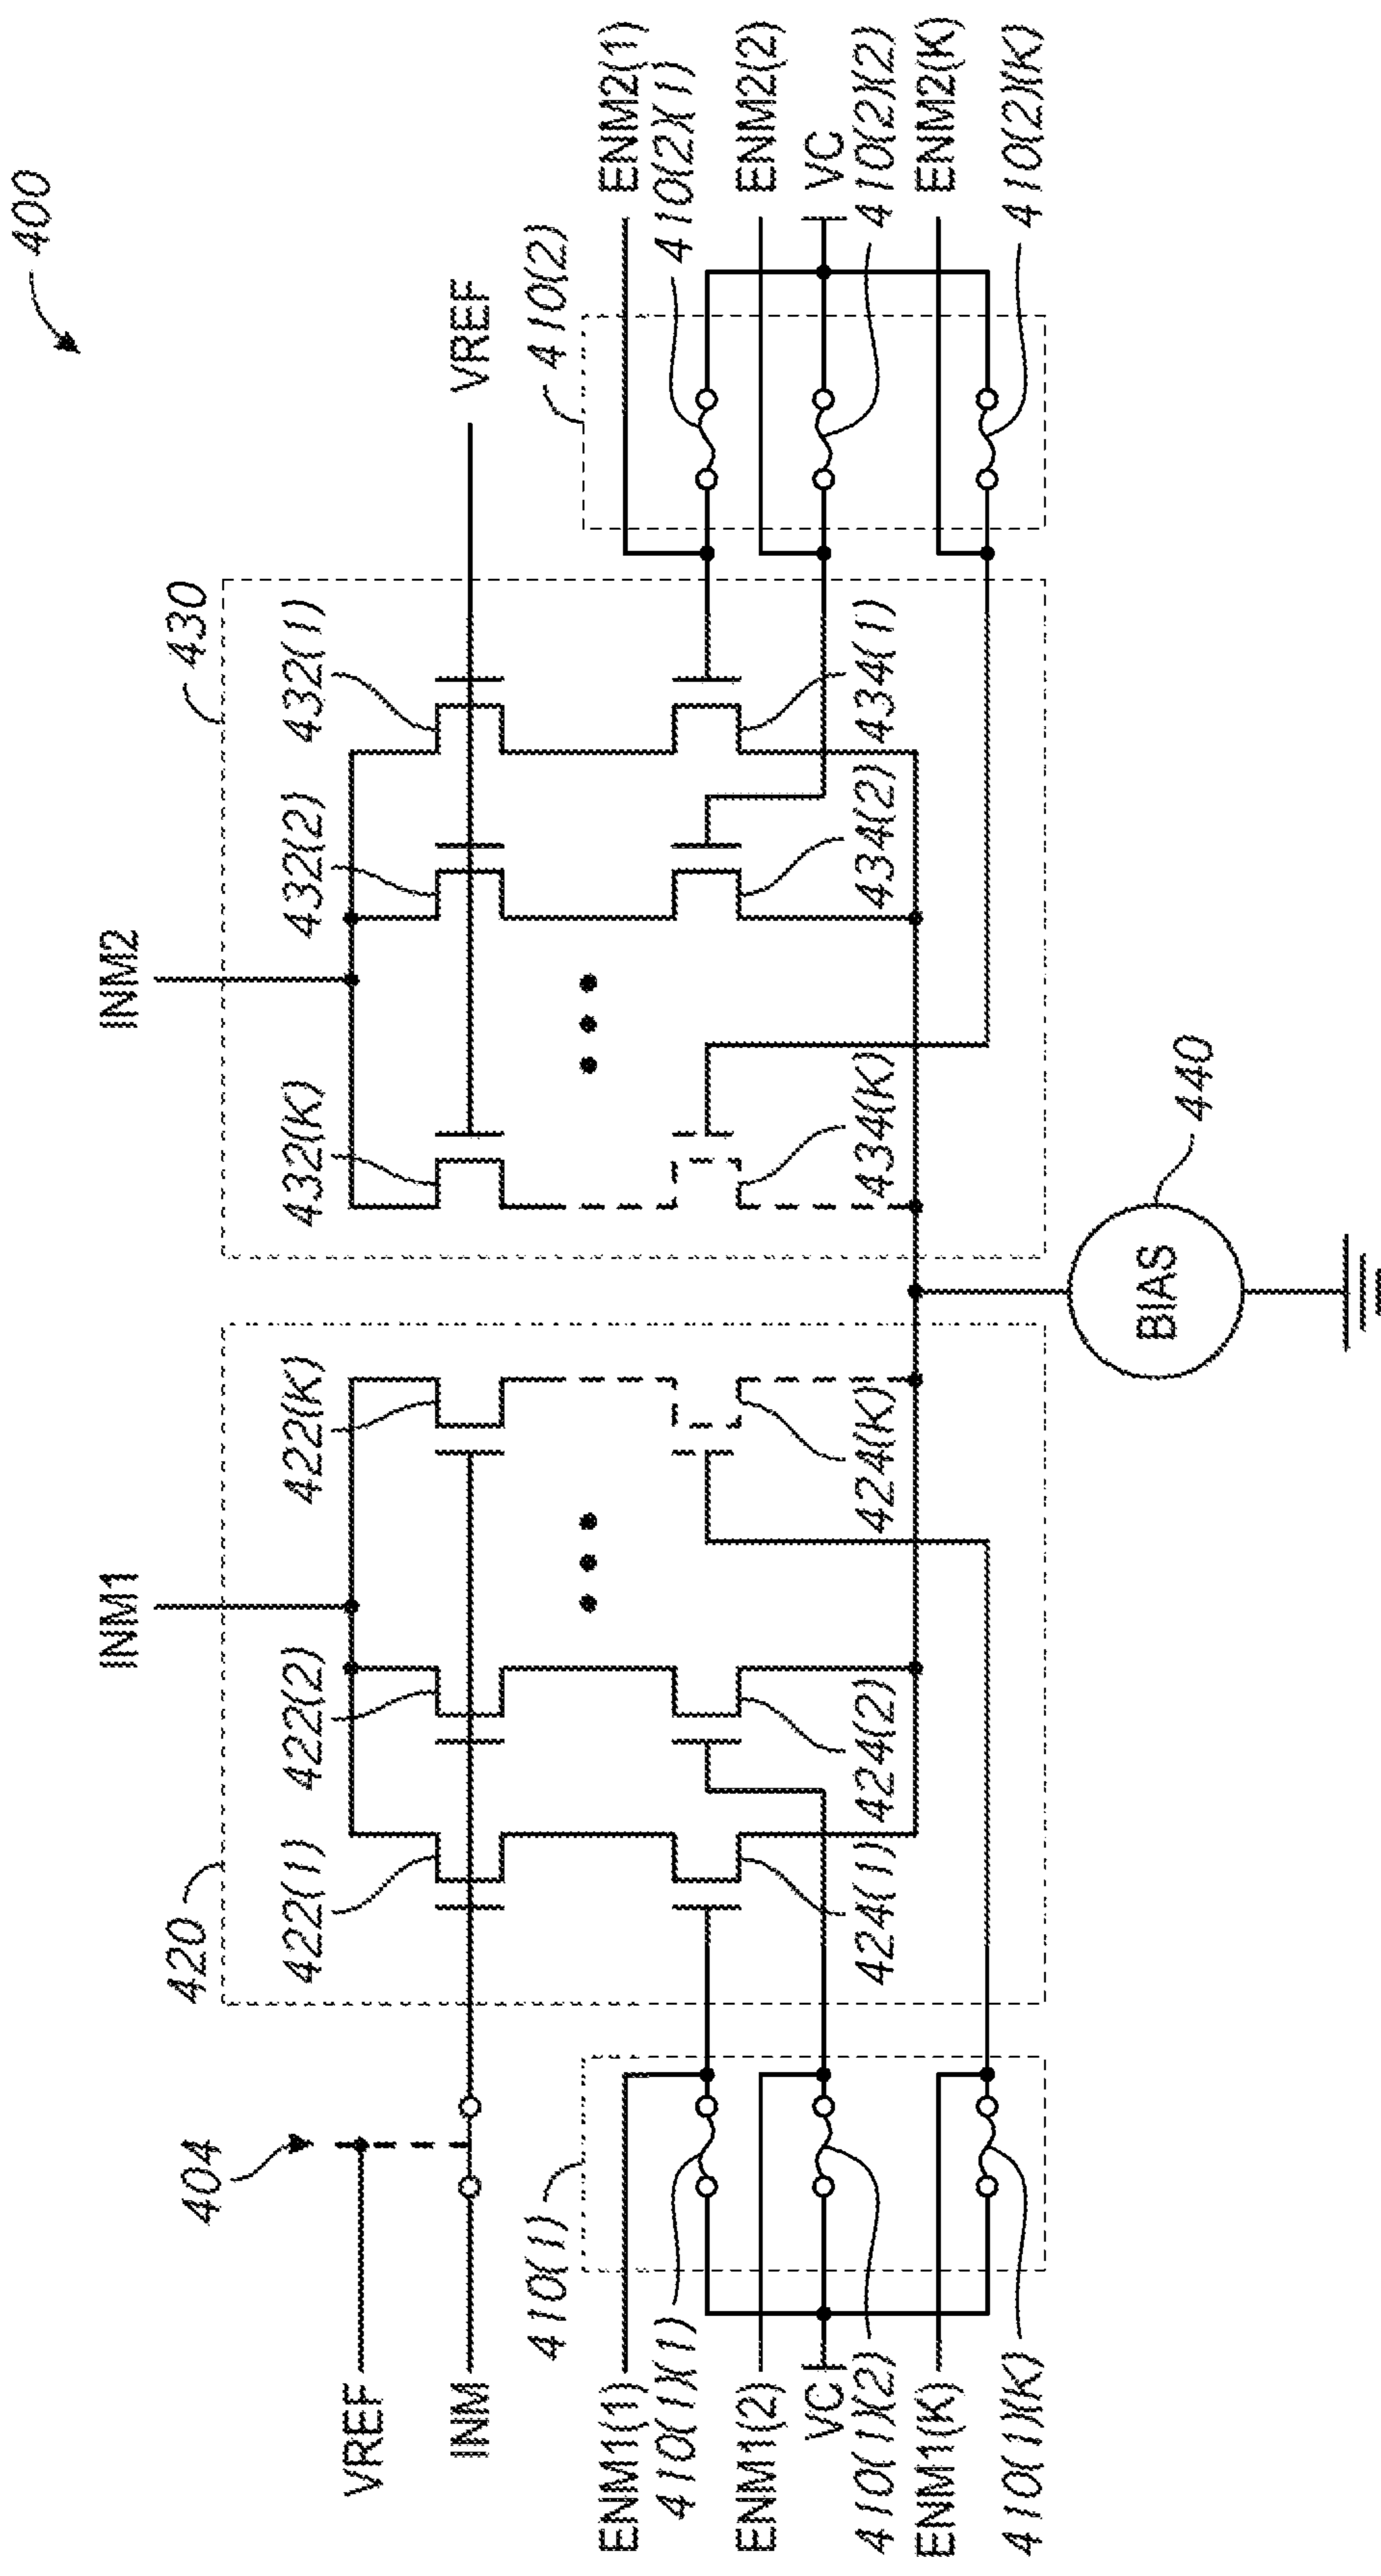 400
INM1
INM2
420
430
404
422(1)
422(2)
422(K)
432(K)
432(2)
432(1)
VREF
VREF
INM
410(1)
410(2)
ENM1(1)
410(1)(1)
ENM1(2)
VC
410(1)(2)
ENM1(K)
410(1)(K)
424(1)
424(2)
424(K)
434(K)
434(2)
434(1)
ENM2(1)
410(2)(1)
ENM2(2)
VC
410(2)(2)
ENM2(K)
410(2)(K)
BIAS
440